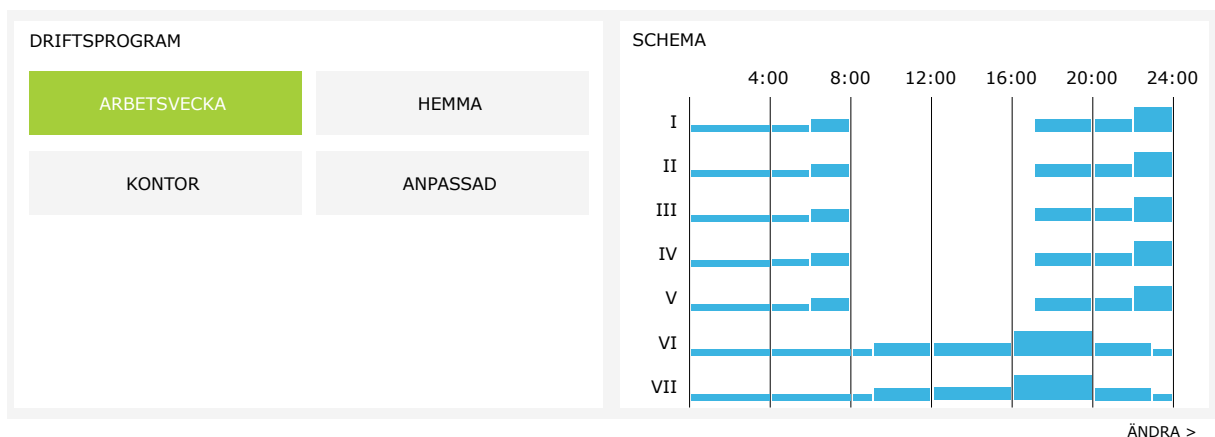 DRIFTSPROGRAM
ARBETSVECKA HEMMA
KONTOR ANPASSAD
SCHEMA
4:00 8:00 12:00 16:00 20:00 24:00
I
II
III
IV
V
VI
VII
ÄNDRA >